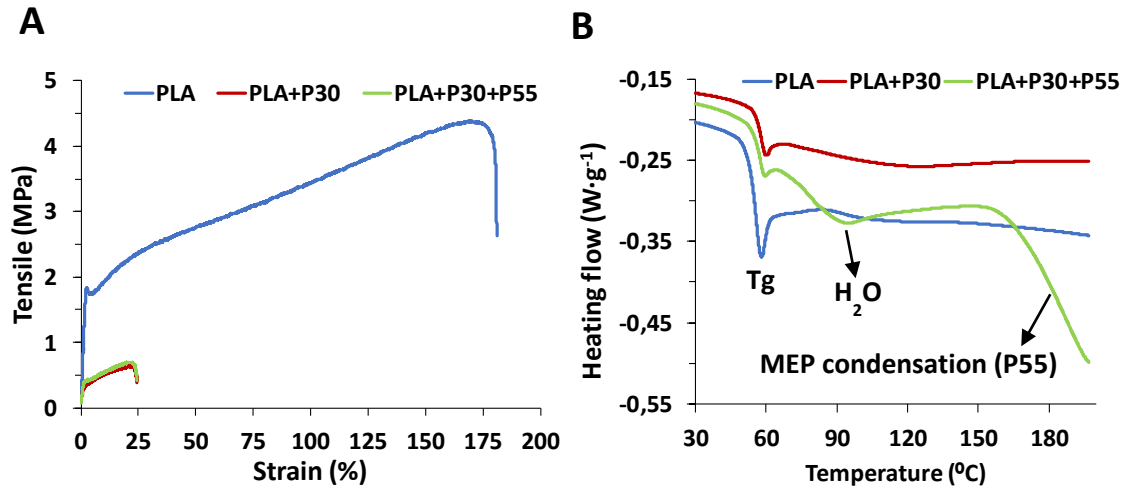 A
PLA PLA+P30 PLA+P30+P55
Tensile (MPa)
5
4
3
2
1
0
0 25 50 75 100 125 150 175 200
Strain (%)
B
PLA PLA+P30 PLA+P30+P55
Heating flow (W·g⁻¹)
-0,15
-0,25
-0,35
-0,45
-0,55
Tg
H₂O
MEP condensation (P55)
30 60 90 120 150 180
Temperature (⁰C)